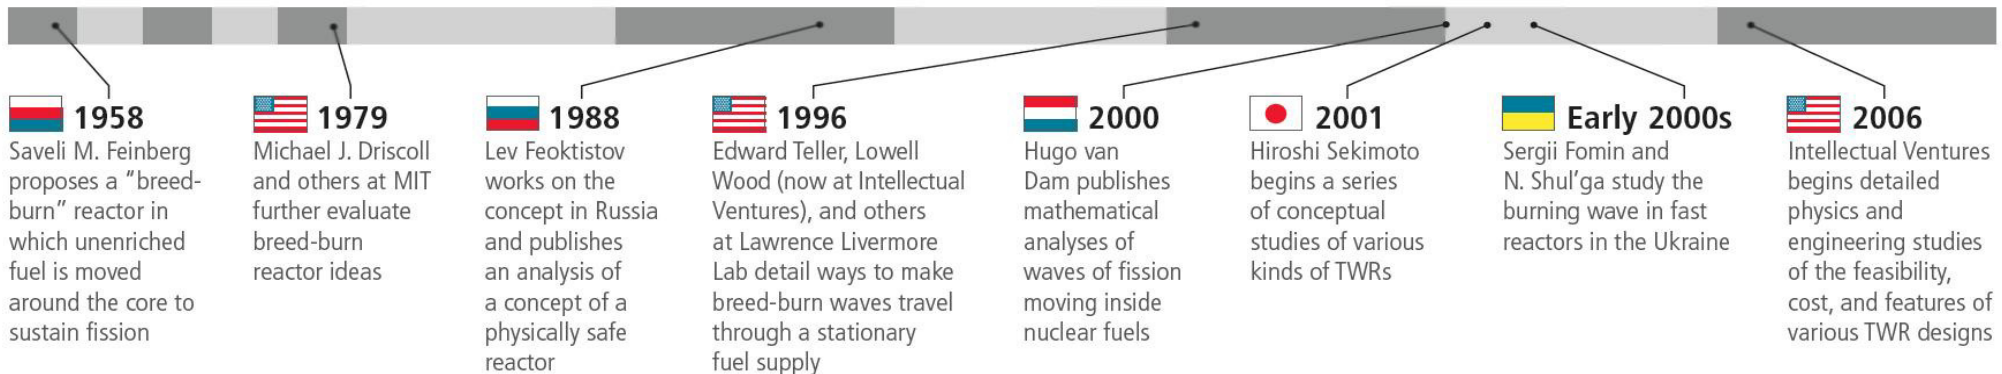 1958
Saveli M. Feinberg
proposes a “breed-
burn” reactor in
which unenriched
fuel is moved
around the core to
sustain fission
1979
Michael J. Driscoll
and others at MIT
further evaluate
breed-burn
reactor ideas
1988
Lev Feoktistov
works on the
concept in Russia
and publishes
an analysis of
a concept of a
physically safe
reactor
1996
Edward Teller, Lowell
Wood (now at Intellectual
Ventures), and others
at Lawrence Livermore
Lab detail ways to make
breed-burn waves travel
through a stationary
fuel supply
2000
Hugo van
Dam publishes
mathematical
analyses of
waves of fission
moving inside
nuclear fuels
2001
Hiroshi Sekimoto
begins a series
of conceptual
studies of various
kinds of TWRs
Early 2000s
Sergii Fomin and
N. Shul’ga study the
burning wave in fast
reactors in the Ukraine
2006
Intellectual Ventures
begins detailed
physics and
engineering studies
of the feasibility,
cost, and features of
various TWR designs